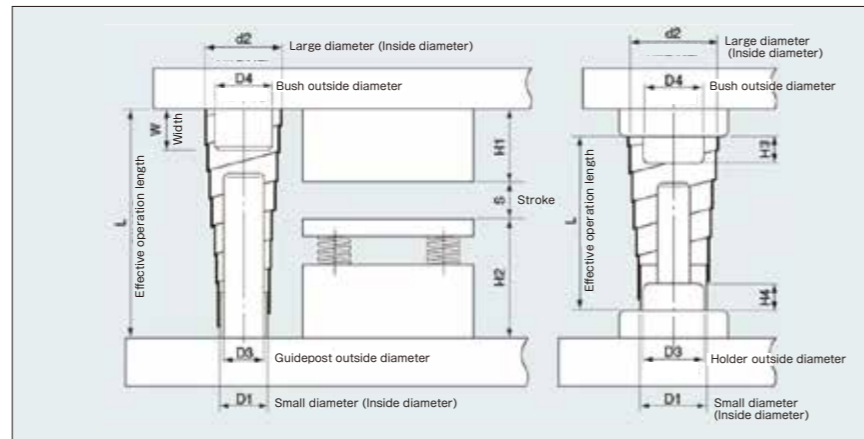 d2
Large diameter (Inside diameter)
D4
Bush outside diameter
W
Width
H1
L
Effective operation length
S
Stroke
H2
D3
Guidepost outside diameter
D1
Small diameter (Inside diameter)
d2
Large diameter
(Inside diameter)
D4
Bush outside diameter
H3
L
Effective operation length
H4
D3
Holder outside diameter
D1
Small diameter
(Inside diameter)